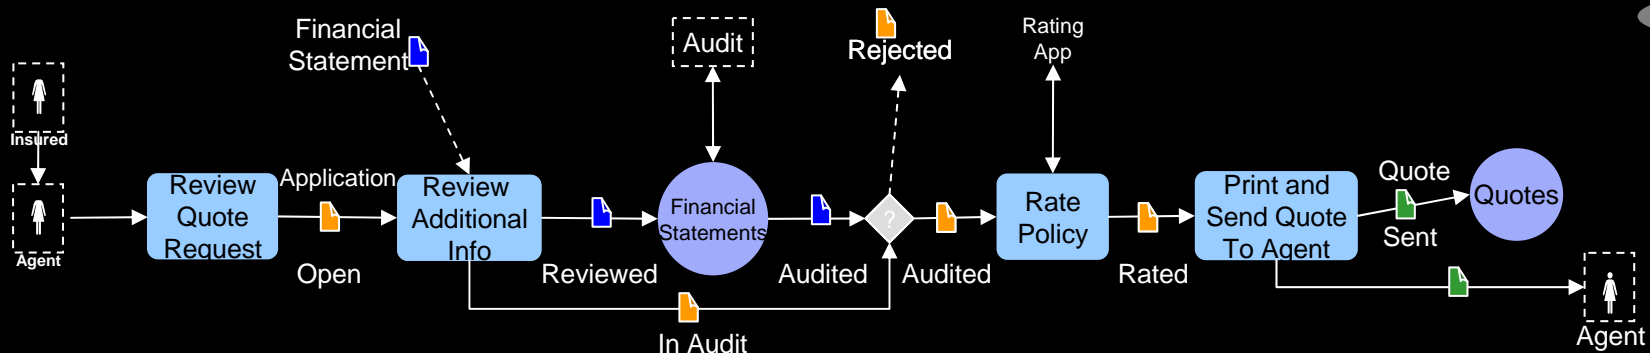 Financial
Statement
Audit
Rejected
Rating
App
Insured
Agent
Review
Quote
Request
Application
Open
Review
Additional
Info
Reviewed
Financial
Statements
Audited
?
Audited
In Audit
Rate
Policy
Rated
Print and
Send Quote
To Agent
Quote
Sent
Quotes
Agent